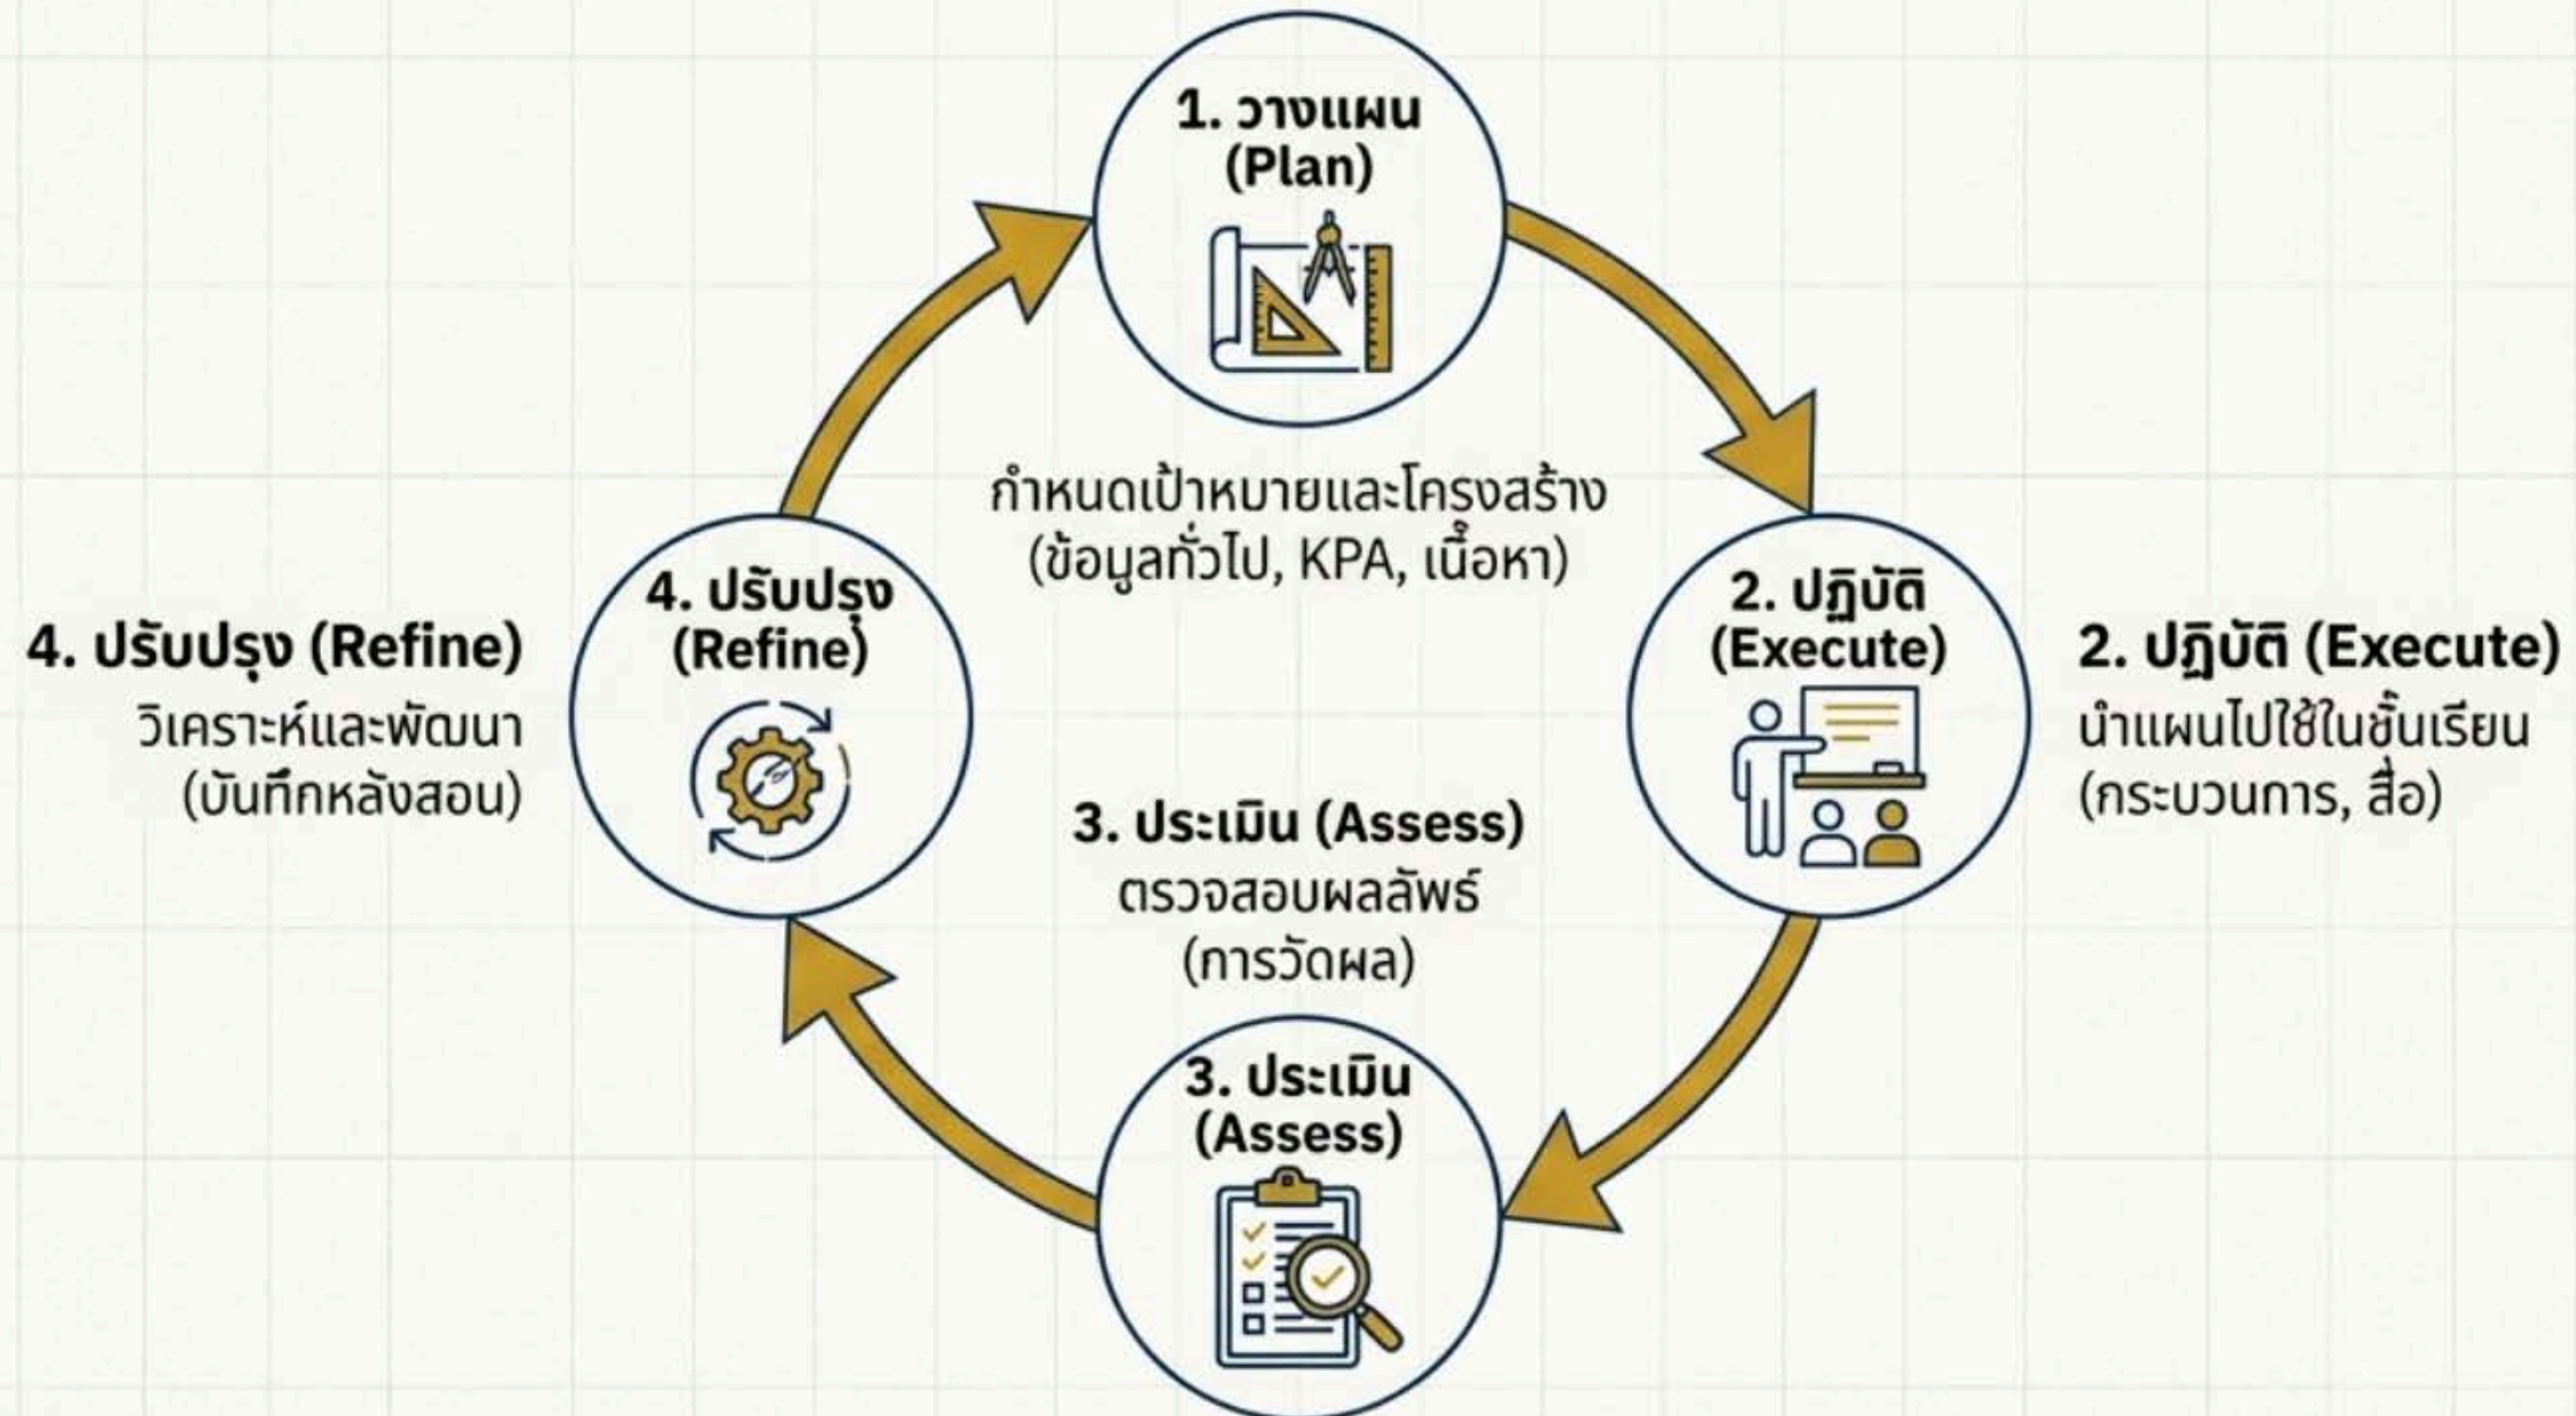 1. วางแผน
(Plan)
กำหนดเป้าหมายและโครงสร้าง
(ข้อมูลทั่วไป, KPA, เนื้อหา)
2. ปฏิบัติ
(Execute)
2. ปฏิบัติ (Execute)
นำแผนไปใช้ในชั้นเรียน
(กระบวนการ, สื่อ)
3. ประเมิน (Assess)
ตรวจสอบผลลัพธ์
(การวัดผล)
3. ประเมิน
(Assess)
4. ปรับปรุง
(Refine)
4. ปรับปรุง (Refine)
วิเคราะห์และพัฒนา
(บันทึกหลังสอน)